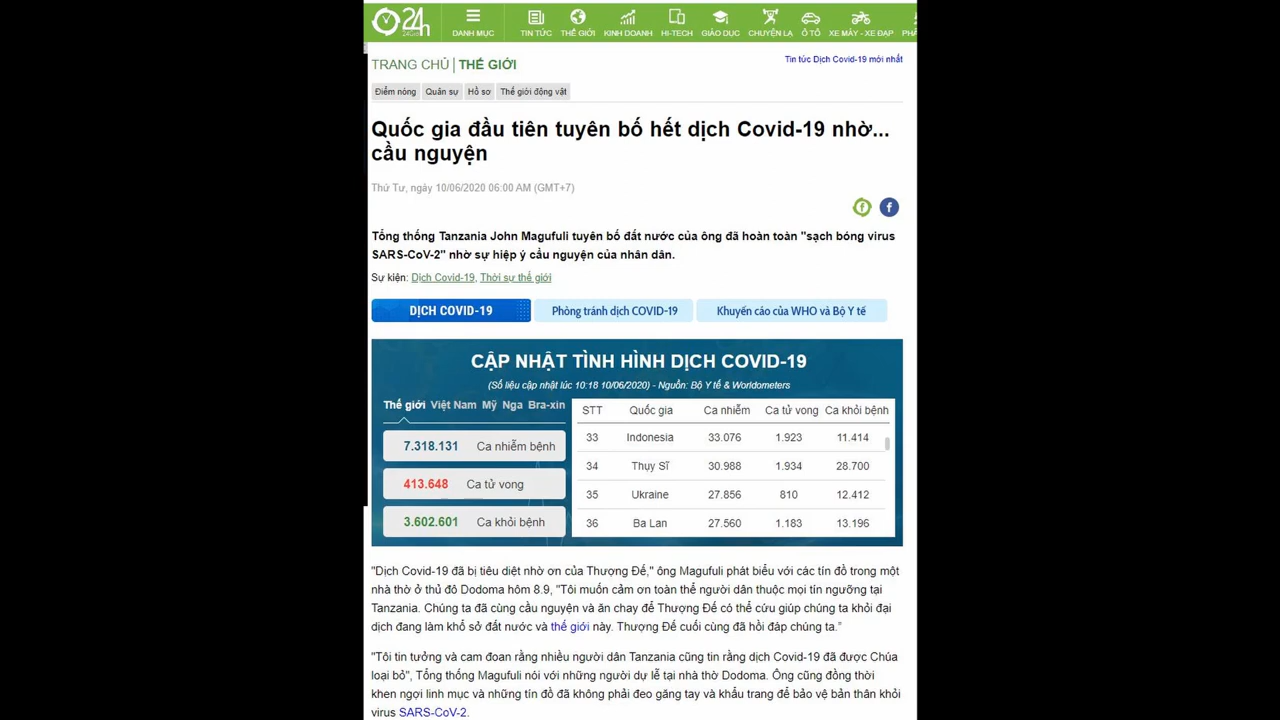 24h
DANH MỤC
TIN TỨC
THẾ GIỚI
KINH DOANH
HI-TECH
GIÁO DỤC
CHUYỆN LẠ
Ô TÔ
XE MÁY - XE ĐẠP
TRANG CHỦ | THẾ GIỚI
Tin tức Dịch Covid-19 mới nhất
Điểm nóng
Quân sự
Hồ sơ
Thế giới động vật
Quốc gia đầu tiên tuyên bố hết dịch Covid-19 nhờ...
cầu nguyện
Thứ Tư, ngày 10/06/2020 06:00 AM (GMT+7)
Tổng thống Tanzania John Magufuli tuyên bố đất nước của ông đã hoàn toàn "sạch bóng virus
SARS-CoV-2" nhờ sự hiệp ý cầu nguyện của nhân dân.
Sự kiện: Dịch Covid-19, Thời sự thế giới
DỊCH COVID-19
Phòng tránh dịch COVID-19
Khuyến cáo của WHO và Bộ Y tế
CẬP NHẬT TÌNH HÌNH DỊCH COVID-19
(Số liệu cập nhật lúc 10:18 10/06/2020) - Nguồn: Bộ Y tế & Worldometers
Thế giới Việt Nam Mỹ Nga Bra-xin
7.318.131 Ca nhiễm bệnh
413.648 Ca tử vong
3.602.601 Ca khỏi bệnh
STT Quốc gia Ca nhiễm Ca tử vong Ca khỏi bệnh
33 Indonesia 33.076 1.923 11.414
34 Thụy Sĩ 30.988 1.934 28.700
35 Ukraine 27.856 810 12.412
36 Ba Lan 27.560 1.183 13.196
"Dịch Covid-19 đã bị tiêu diệt nhờ ơn của Thượng Đế," ông Magufuli phát biểu với các tín đồ trong một
nhà thờ ở thủ đô Dodoma hôm 8.9, "Tôi muốn cảm ơn toàn thể người dân thuộc mọi tín ngưỡng tại
Tanzania. Chúng ta đã cùng cầu nguyện và ăn chay để Thượng Đế có thể cứu giúp chúng ta khỏi đại
dịch đang làm khổ sở đất nước và thế giới này. Thượng Đế cuối cùng đã hồi đáp chúng ta."
"Tôi tin tưởng và cam đoan rằng nhiều người dân Tanzania cũng tin rằng dịch Covid-19 đã được Chúa
loại bỏ", Tổng thống Magufuli nói với những người dự lễ tại nhà thờ Dodoma. Ông cũng đồng thời
khen ngợi linh mục và những tín đồ đã không phải đeo găng tay và khẩu trang để bảo vệ bản thân khỏi
virus SARS-CoV-2.